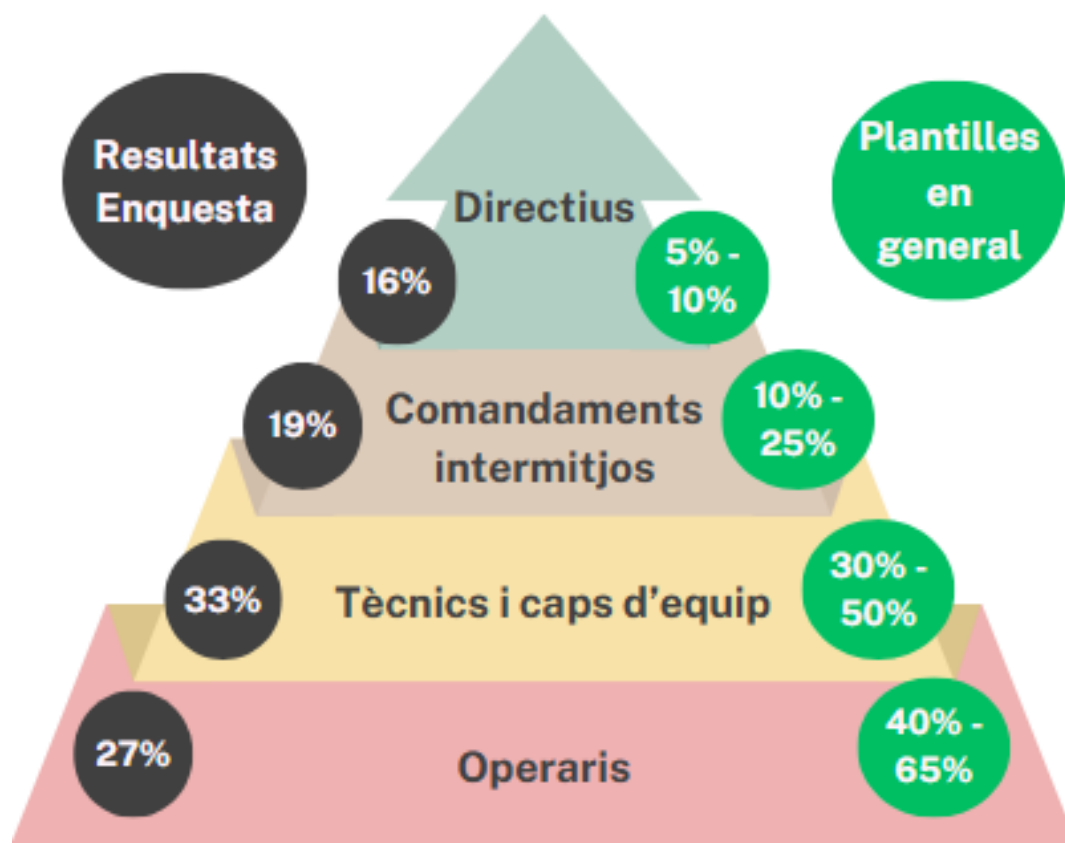 Resultats
Enquesta
Plantilles
en
general
Directius
16%
5% -
10%
Comandaments
intermitjos
19%
10% -
25%
Tècnics i caps d’equip
33%
30% -
50%
Operaris
27%
40% -
65%